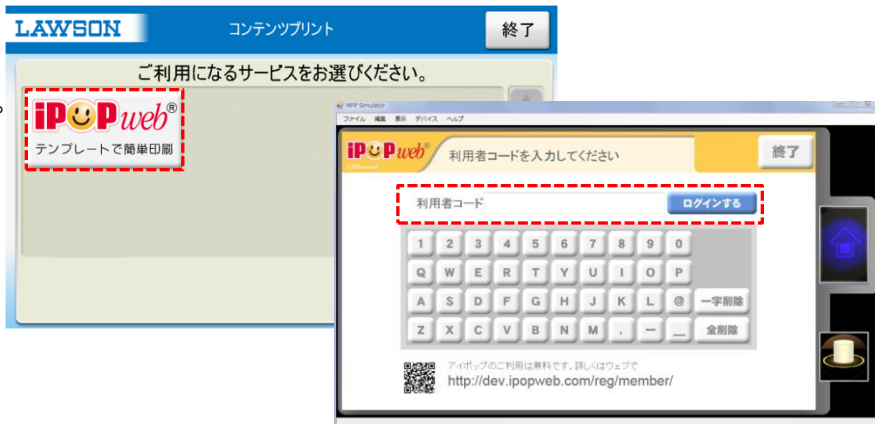 LAWSON
コンテンツプリント
終了
ご利用になるサービスをお選びください。
。
iPOPweb®
テンプレートで簡単印刷
MFP Simulator
ファイル 編集 表示 デバイス ヘルプ
iPOPweb®
利用者コードを入力してください
終了
利用者コード
ログインする
1 2 3 4 5 6 7 8 9 0
Q W E R T Y U I O P
A S D F G H J K L @ 一字削除
Z X C V B N M . - _ 全削除
アイポップのご利用は無料です。詳しくはウェブで
http://dev.ipopweb.com/reg/member/